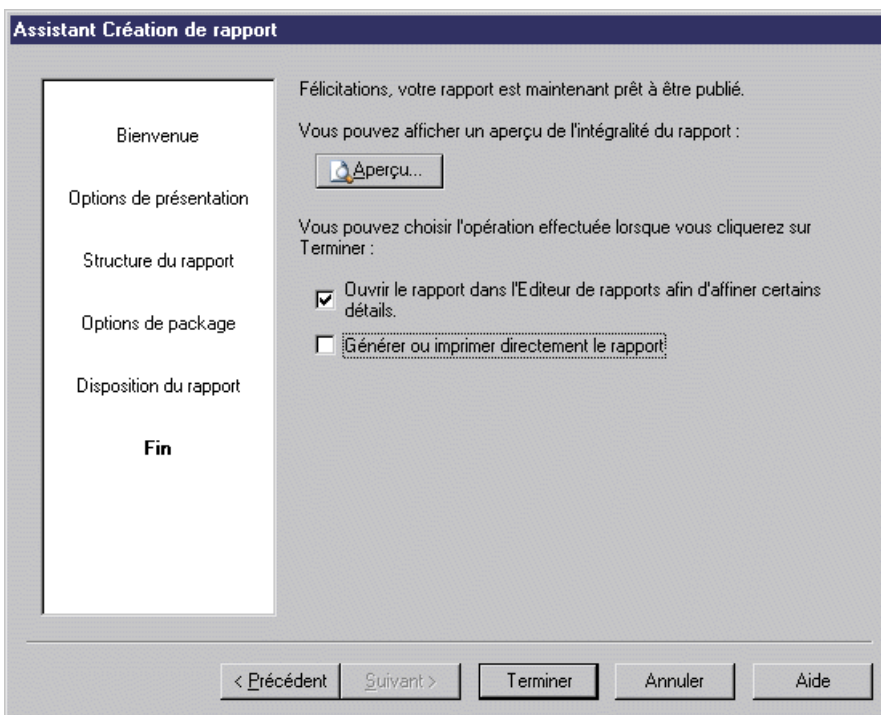 Assistant Création de rapport
Bienvenue
Options de présentation
Structure du rapport
Options de package
Disposition du rapport
Fin
Félicitations, votre rapport est maintenant prêt à être publié.
Vous pouvez afficher un aperçu de l'intégralité du rapport :
Aperçu...
Vous pouvez choisir l'opération effectuée lorsque vous cliquerez sur
Terminer :
Ouvrir le rapport dans l'Editeur de rapports afin d'affiner certains
détails.
Générer ou imprimer directement le rapport
< Précédent
Suivant >
Terminer
Annuler
Aide